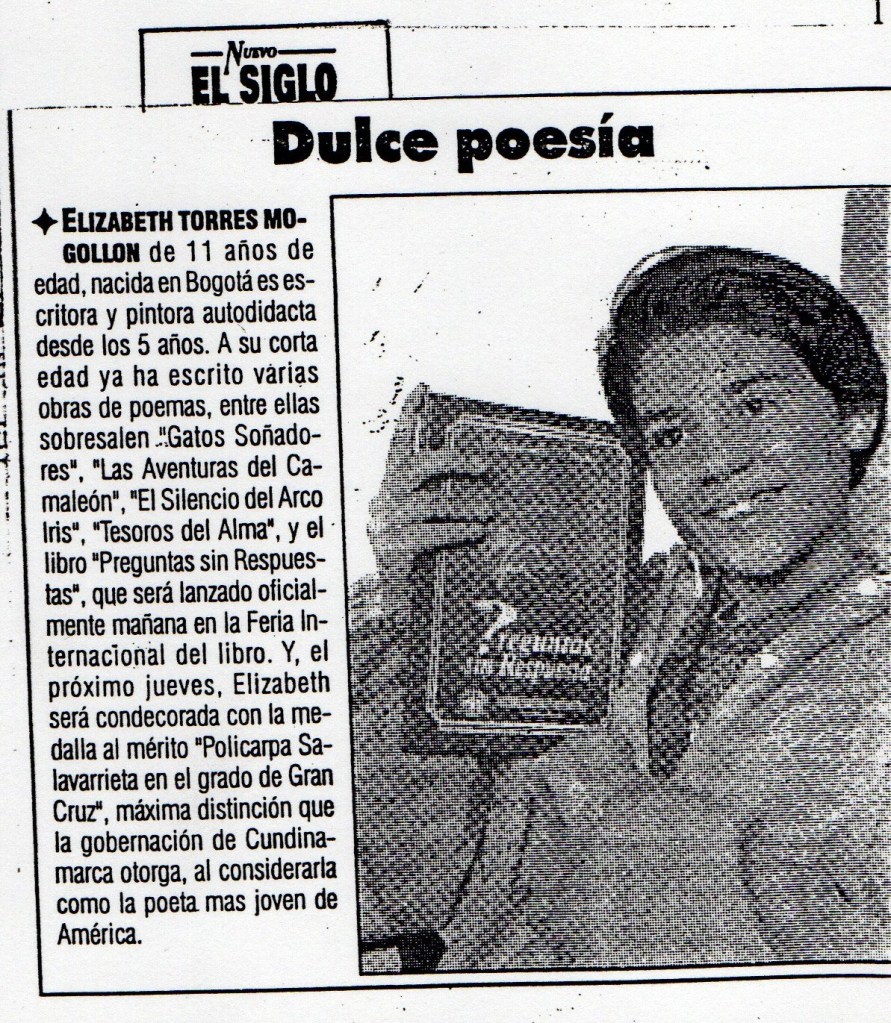 NUEVO
EL SIGLO
Dulce poesía
ELIZABETH TORRES MO-
GOLLON de 11 años de
edad, nacida en Bogotá es es-
critora y pintora autodidacta
desde los 5 años. A su corta
edad ya ha escrito varias
obras de poemas, entre ellas
sobresalen "Gatos Soñado-
res", "Las Aventuras del Ca-
maleón", "El Silencio del Arco
Iris", "Tesoros del Alma", y el
libro "Preguntas sin Respues-
tas", que será lanzado oficial-
mente mañana en la Feria In-
ternacional del libro. Y, el
próximo jueves, Elizabeth
será condecorada con la me-
dalla al mérito "Policarpa Sa-
lavarrieta en el grado de Gran
Cruz", máxima distinción que
la gobernación de Cundina-
marca otorga, al considerarla
como la poeta mas joven de
América.
Preguntas
sin Respuesta